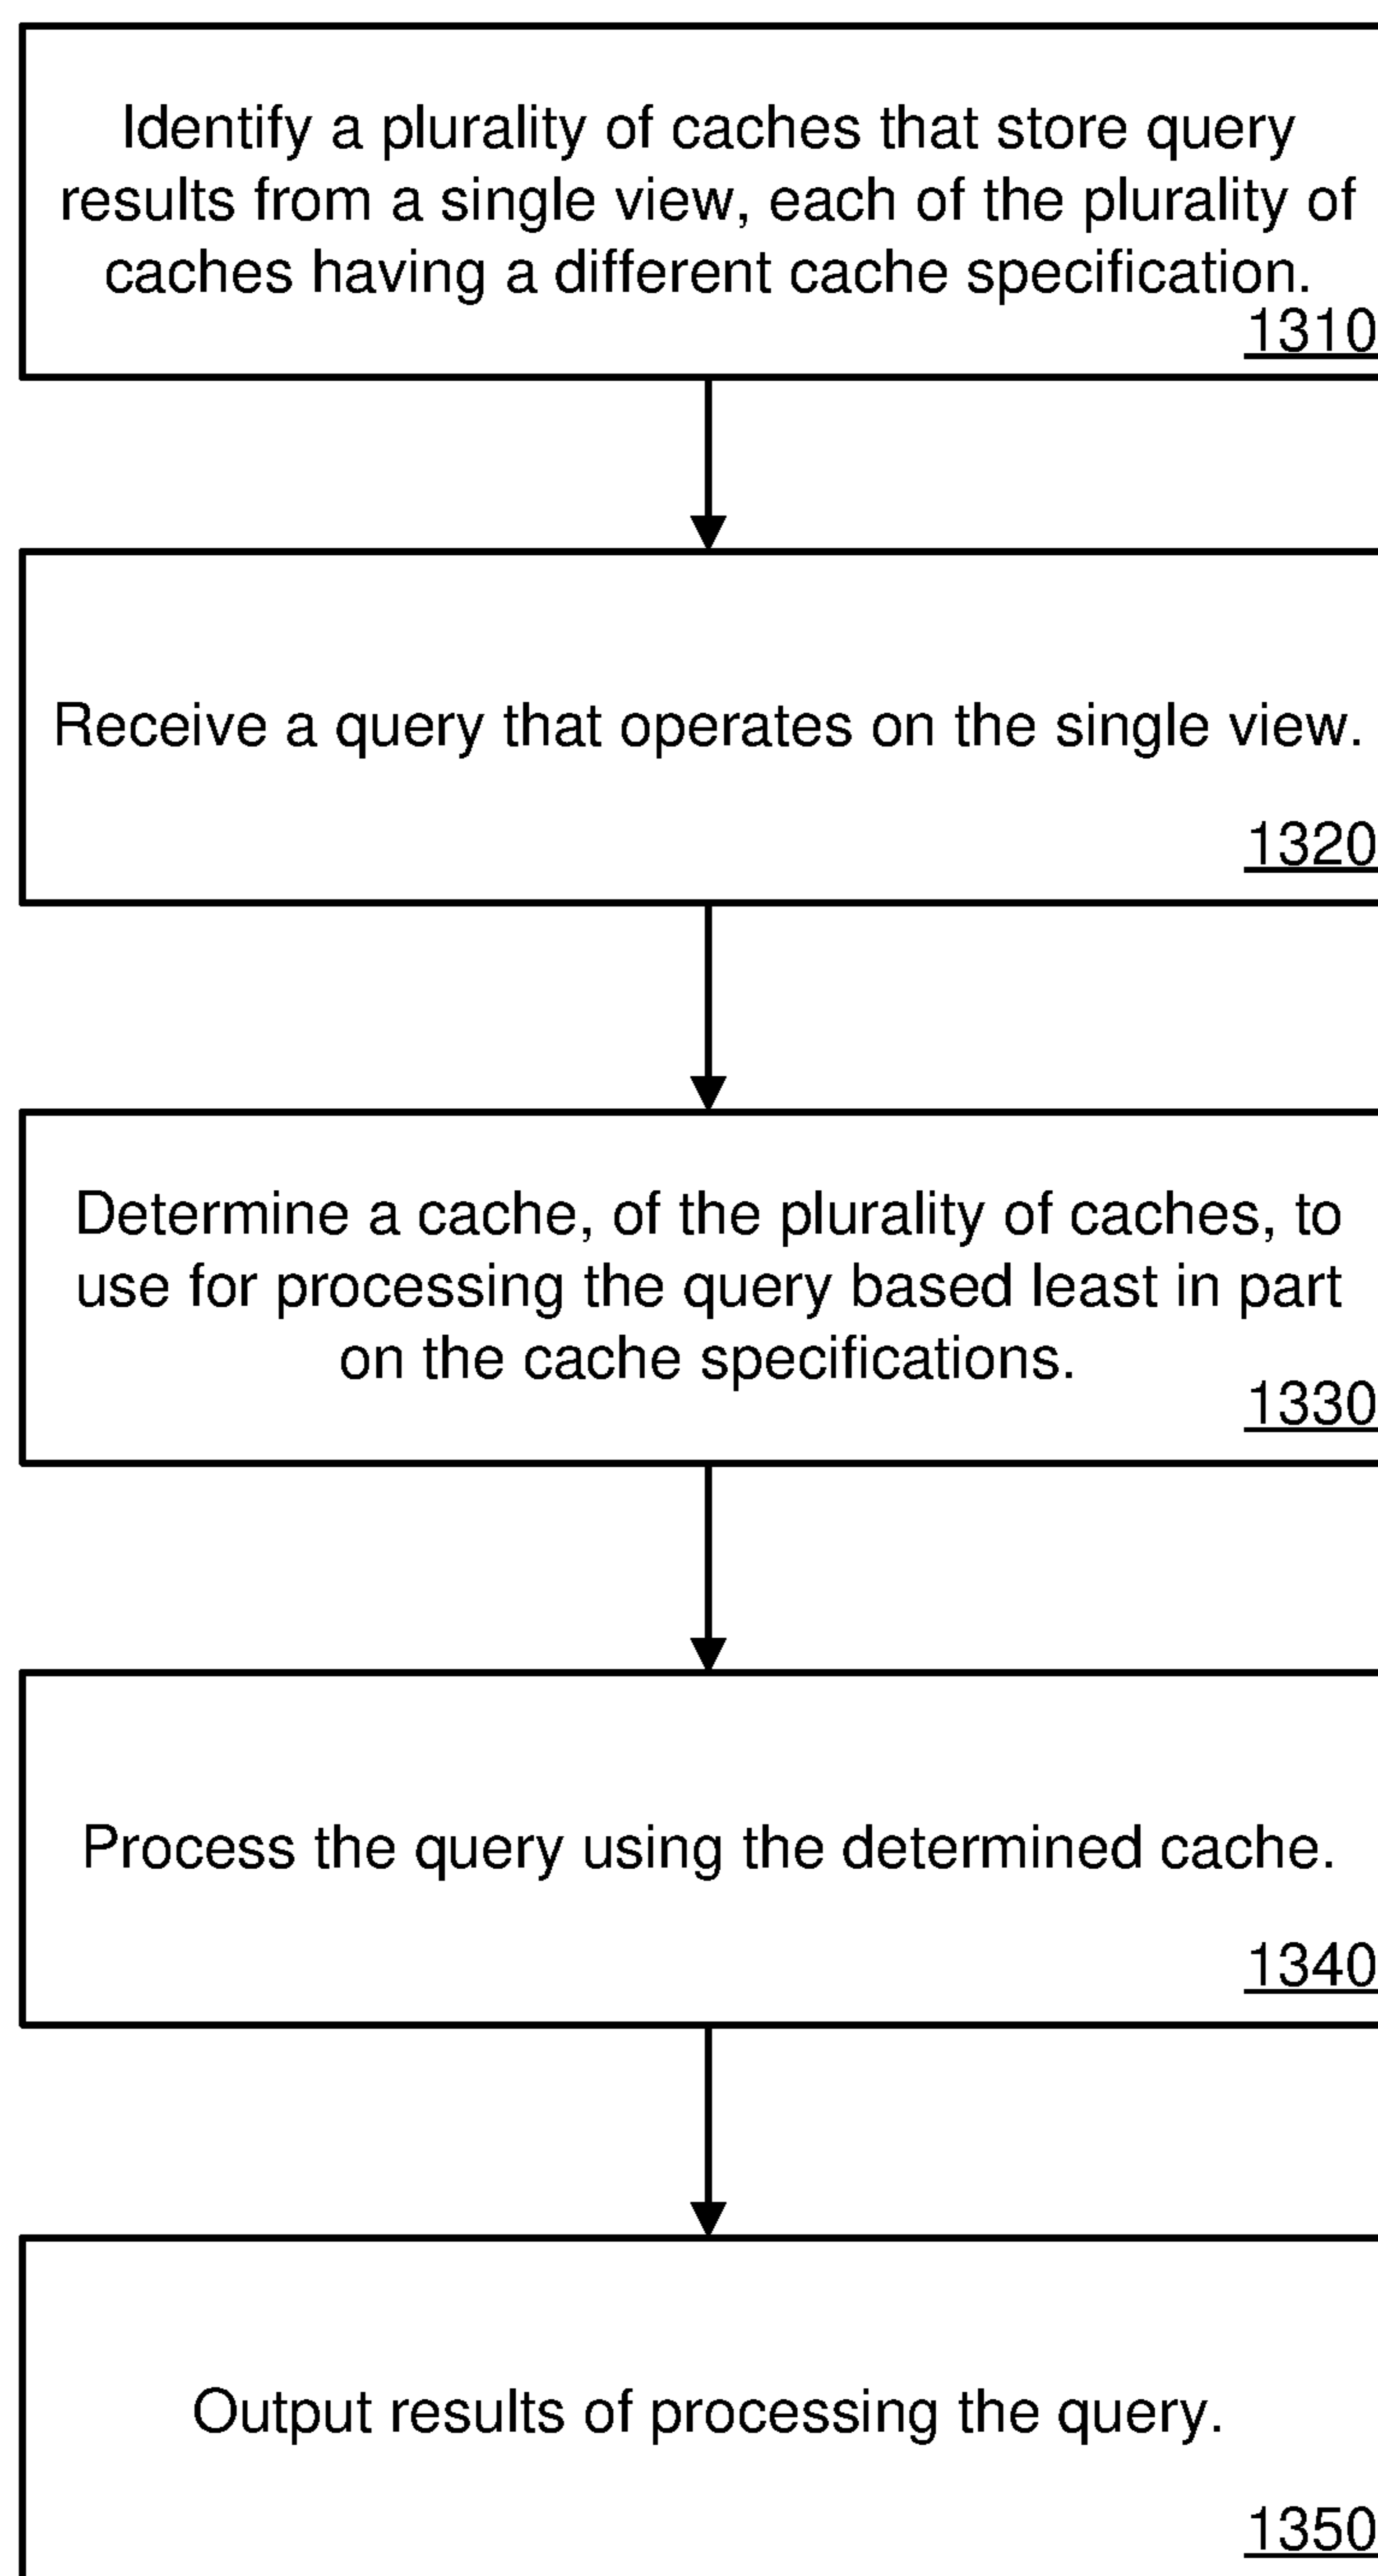 Identify a plurality of caches that store query
results from a single view, each of the plurality of
caches having a different cache specification.
1310
Receive a query that operates on the single view.
1320
Determine a cache, of the plurality of caches, to
use for processing the query based least in part
on the cache specifications.
1330
Process the query using the determined cache.
1340
Output results of processing the query.
1350